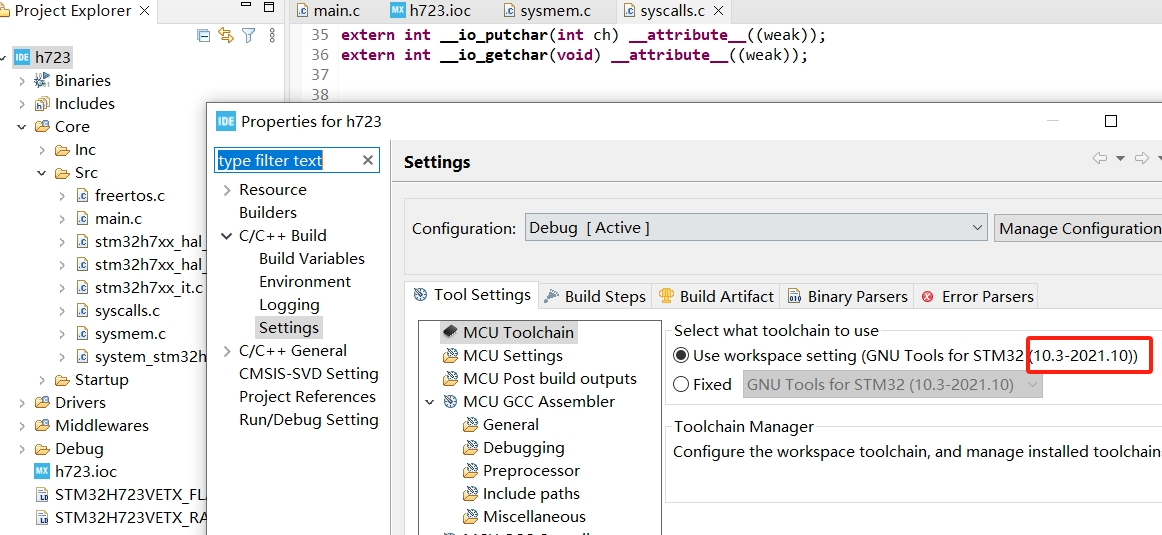 Project Explorer
h723
Binaries
Includes
Core
Inc
Src
freertos.c
main.c
stm32h7xx_hal_
stm32h7xx_hal_
stm32h7xx_it.c
syscalls.c
sysmem.c
system_stm32h
Startup
Drivers
Middlewares
Debug
h723.ioc
STM32H723VETX_FL
STM32H723VETX_RA
main.c h723.ioc sysmem.c syscalls.c
35 extern int __io_putchar(int ch) __attribute__((weak));
36 extern int __io_getchar(void) __attribute__((weak));
37
38
IDE Properties for h723
type filter text
Resource
Builders
C/C++ Build
Build Variables
Environment
Logging
Settings
C/C++ General
CMSIS-SVD Setting
Project References
Run/Debug Setting
Settings
Configuration: Debug [ Active ] Manage Configuration
Tool Settings Build Steps Build Artifact Binary Parsers Error Parsers
MCU Toolchain
MCU Settings
MCU Post build outputs
MCU GCC Assembler
General
Debugging
Preprocessor
Include paths
Miscellaneous
Select what toolchain to use
Use workspace setting (GNU Tools for STM32 (10.3-2021.10))
Fixed GNU Tools for STM32 (10.3-2021.10)
Toolchain Manager
Configure the workspace toolchain, and manage installed toolchains